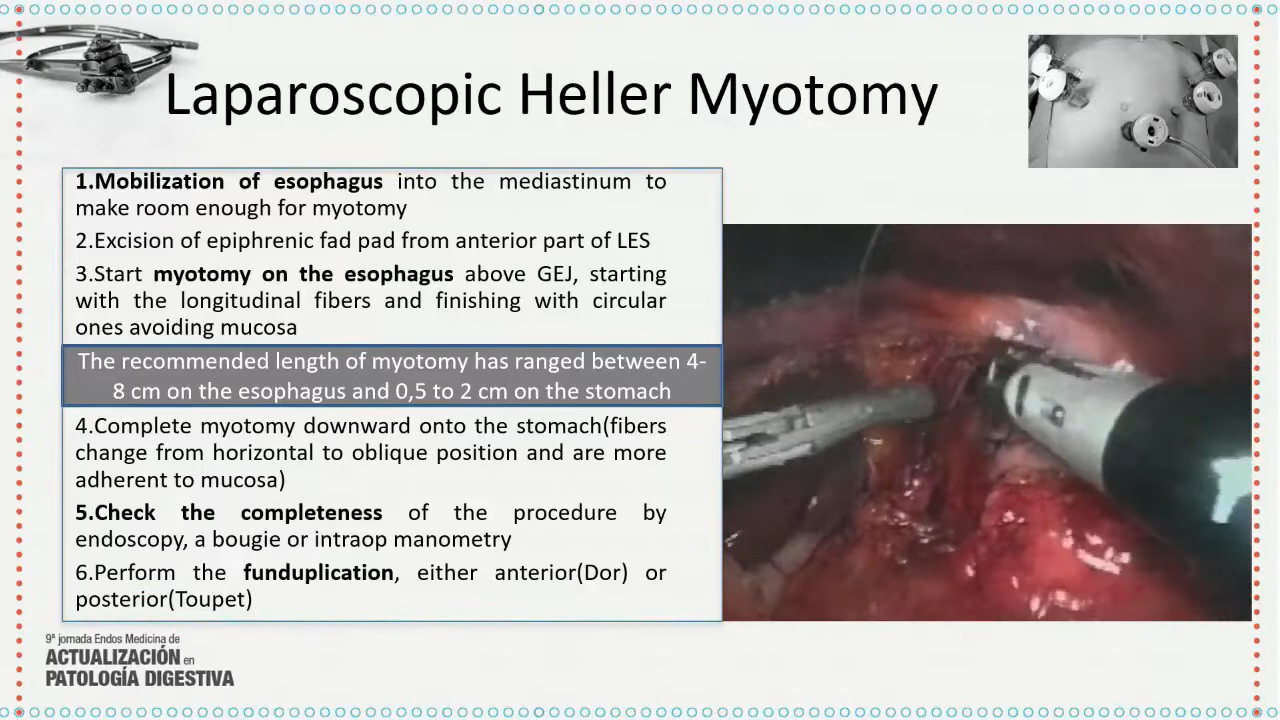 Laparoscopic Heller Myotomy
1.Mobilization of esophagus into the mediastinum to
make room enough for myotomy
2.Excision of epiphrenic fad pad from anterior part of LES
3.Start myotomy on the esophagus above GEJ, starting
with the longitudinal fibers and finishing with circular
ones avoiding mucosa
The recommended length of myotomy has ranged between 4-
8 cm on the esophagus and 0,5 to 2 cm on the stomach
4.Complete myotomy downward onto the stomach(fibers
change from horizontal to oblique position and are more
adherent to mucosa)
5.Check the completeness of the procedure by
endoscopy, a bougie or intraop manometry
6.Perform the funduplication, either anterior(Dor) or
posterior(Toupet)
9ª jornada Endos Medicina de
ACTUALIZACIÓN en
PATOLOGÍA DIGESTIVA